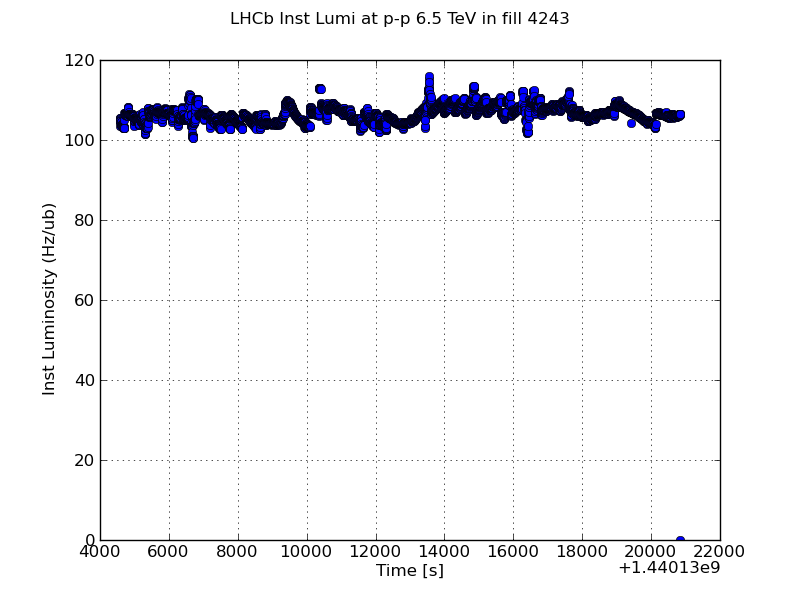 LHCb Inst Lumi at p-p 6.5 TeV in fill 4243
120
100
80
60
40
20
0
Inst Luminosity (Hz/ub)
4000 6000 8000 10000 12000 14000 16000 18000 20000 22000
Time [s]
+1.44013e9